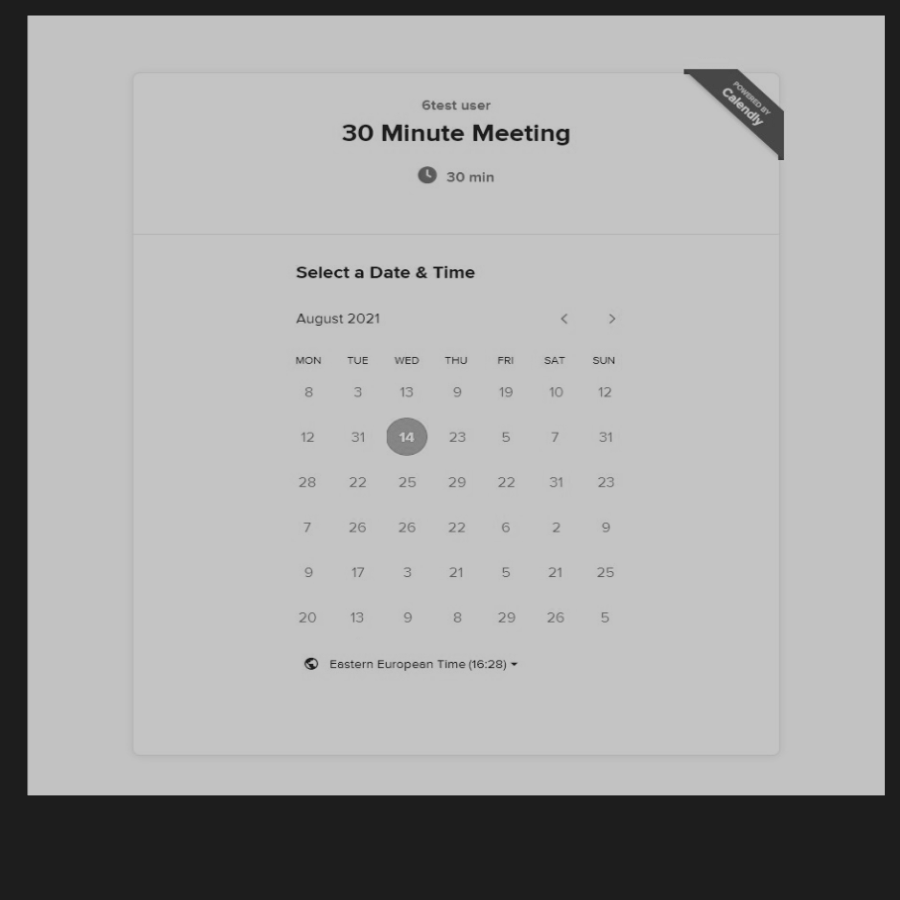 POWERED BY
Calendly
6test user
30 Minute Meeting
30 min
Select a Date & Time
August 2021
MON TUE WED THU FRI SAT SUN
8 3 13 9 19 10 12
12 31 14 23 5 7 31
28 22 25 29 22 31 23
7 26 26 22 6 2 9
9 17 3 21 5 21 25
20 13 9 8 29 26 5
Eastern European Time (16:28)